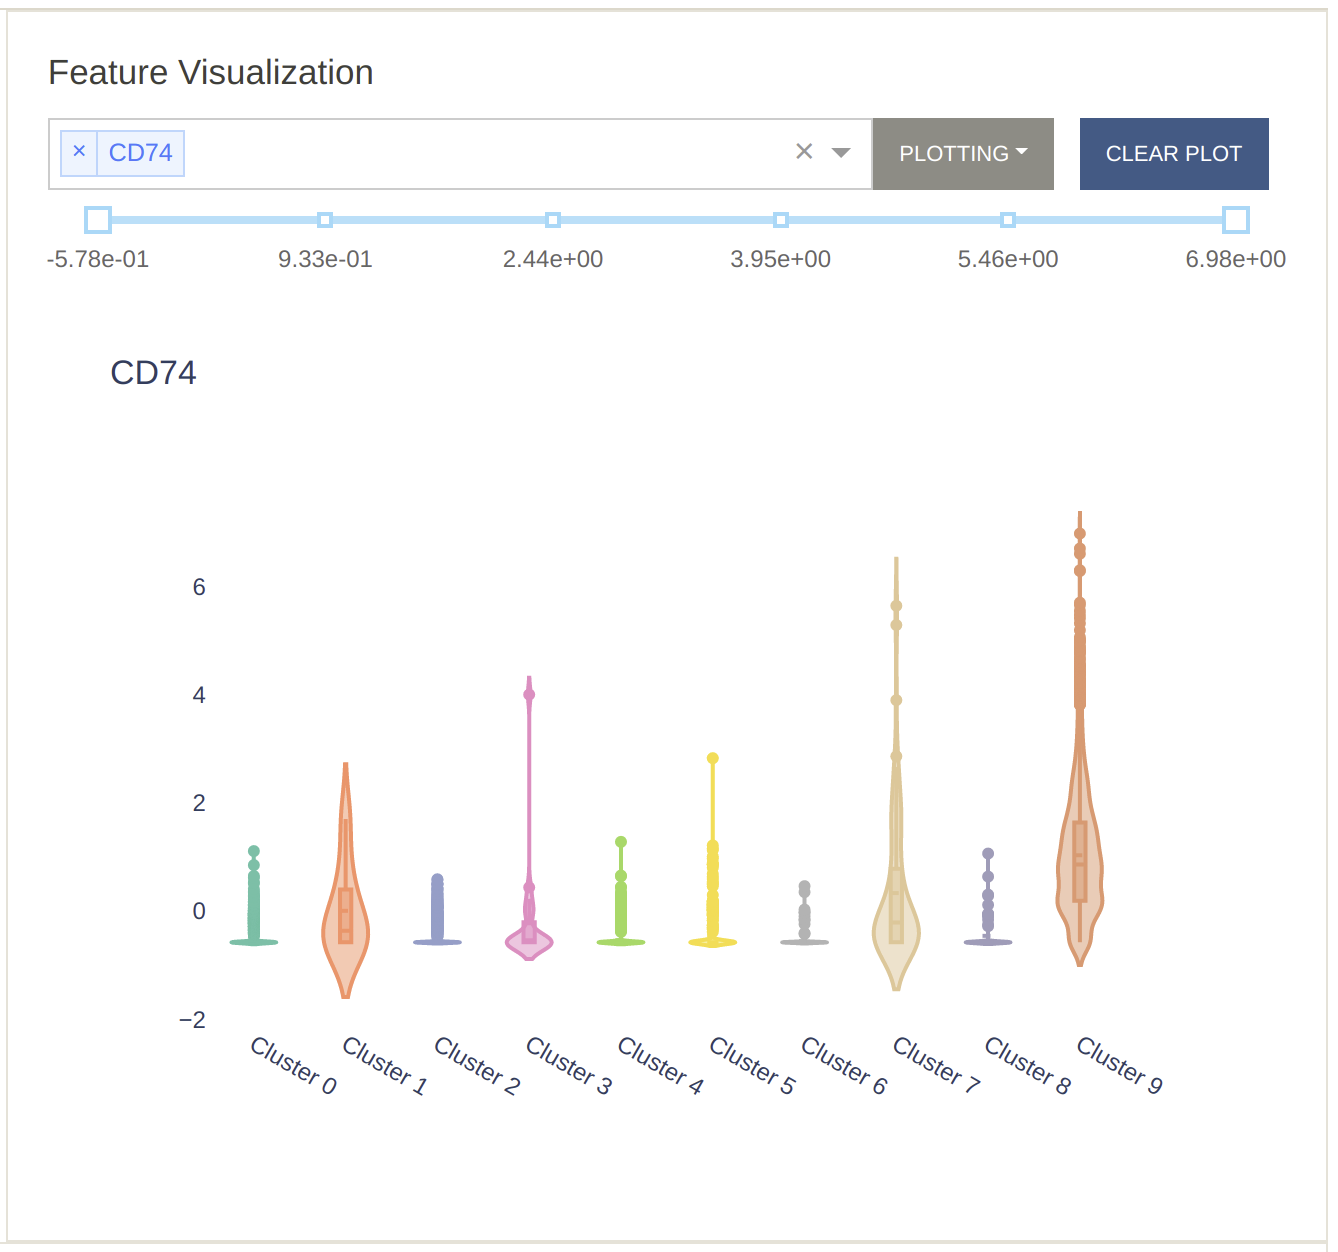 Feature Visualization
× CD74 × PLOTTING CLEAR PLOT
-5.78e-01 9.33e-01 2.44e+00 3.95e+00 5.46e+00 6.98e+00
CD74
6
4
2
0
−2
Cluster 0 Cluster 1 Cluster 2 Cluster 3 Cluster 4 Cluster 5 Cluster 6 Cluster 7 Cluster 8 Cluster 9